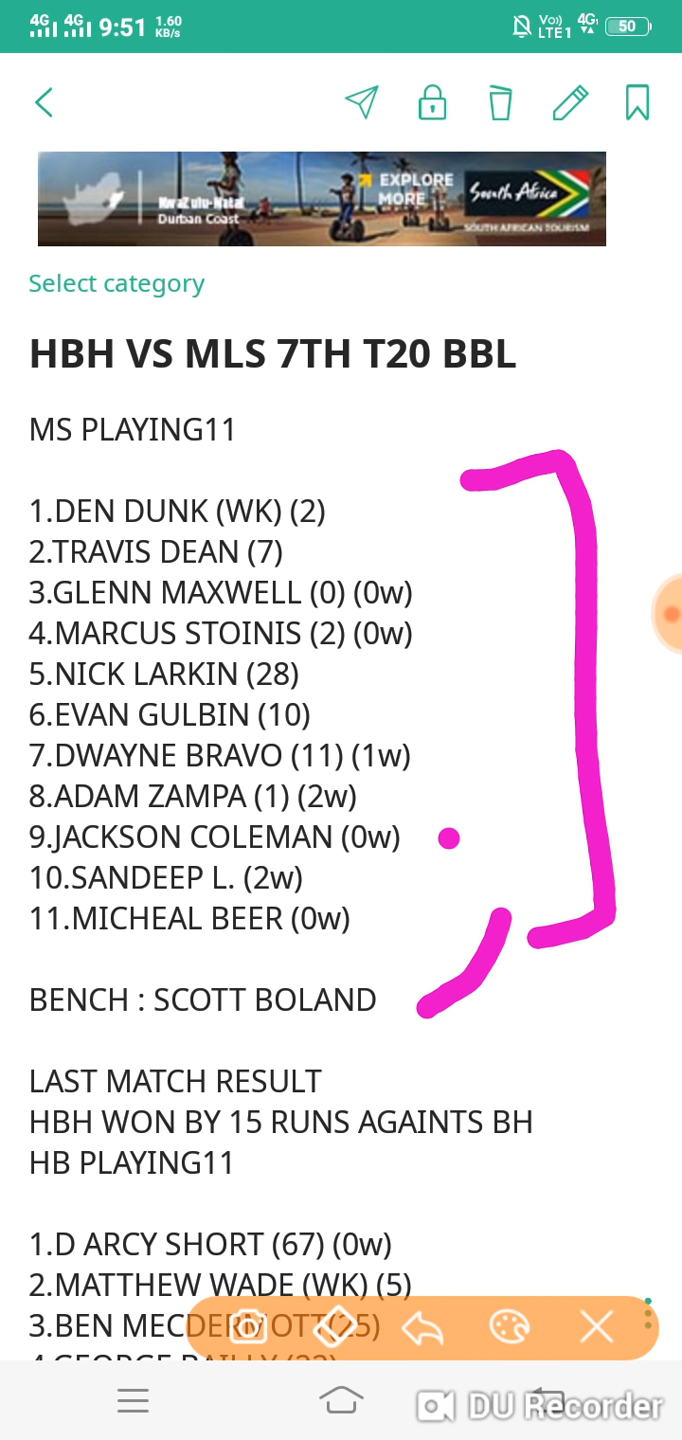 4G 4G 9:51 1.60
KB/s
Vo))
LTE1
4G
50
EXPLORE
MORE
South Africa
KwaZulu-Natal
Durban Coast
SOUTH AFRICAN TOURISM
Select category
HBH VS MLS 7TH T20 BBL
MS PLAYING11
1.DEN DUNK (WK) (2)
2.TRAVIS DEAN (7)
3.GLENN MAXWELL (0) (0w)
4.MARCUS STOINIS (2) (0w)
5.NICK LARKIN (28)
6.EVAN GULBIN (10)
7.DWAYNE BRAVO (11) (1w)
8.ADAM ZAMPA (1) (2w)
9.JACKSON COLEMAN (0w)
10.SANDEEP L. (2w)
11.MICHEAL BEER (0w)
BENCH : SCOTT BOLAND
LAST MATCH RESULT
HBH WON BY 15 RUNS AGAINTS BH
HB PLAYING11
1.D ARCY SHORT (67) (0w)
2.MATTHEW WADE (WK) (5)
3.BEN MECDERMOTT(25)
DU Recorder